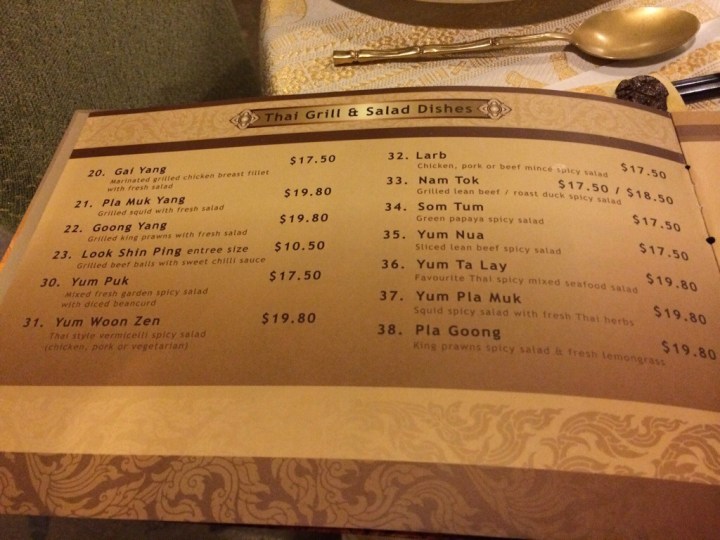 Thai Grill & Salad Dishes
20. Gai Yang $17.50
Marinated grilled chicken breast fillet
with fresh salad
21. Pla Muk Yang $19.80
Grilled squid with fresh salad
22. Goong Yang $19.80
Grilled king prawns with fresh salad
23. Look Shin Ping entree size $10.50
Grilled beef balls with sweet chilli sauce
30. Yum Puk $17.50
Mixed fresh garden spicy salad
with diced beancurd
31. Yum Woon Zen $19.80
Thai style vermicelli spicy salad
(chicken, pork or vegetarian)
32. Larb $17.50
Chicken, pork or beef mince spicy salad
33. Nam Tok $17.50 / $18.50
Grilled lean beef / roast duck spicy salad
34. Som Tum $17.50
Green papaya spicy salad
35. Yum Nua $17.50
Sliced lean beef spicy salad
36. Yum Ta Lay $19.80
Favourite Thai spicy mixed seafood salad
37. Yum Pla Muk $19.80
Squid spicy salad with fresh Thai herbs
38. Pla Goong $19.80
King prawns spicy salad & fresh lemongrass